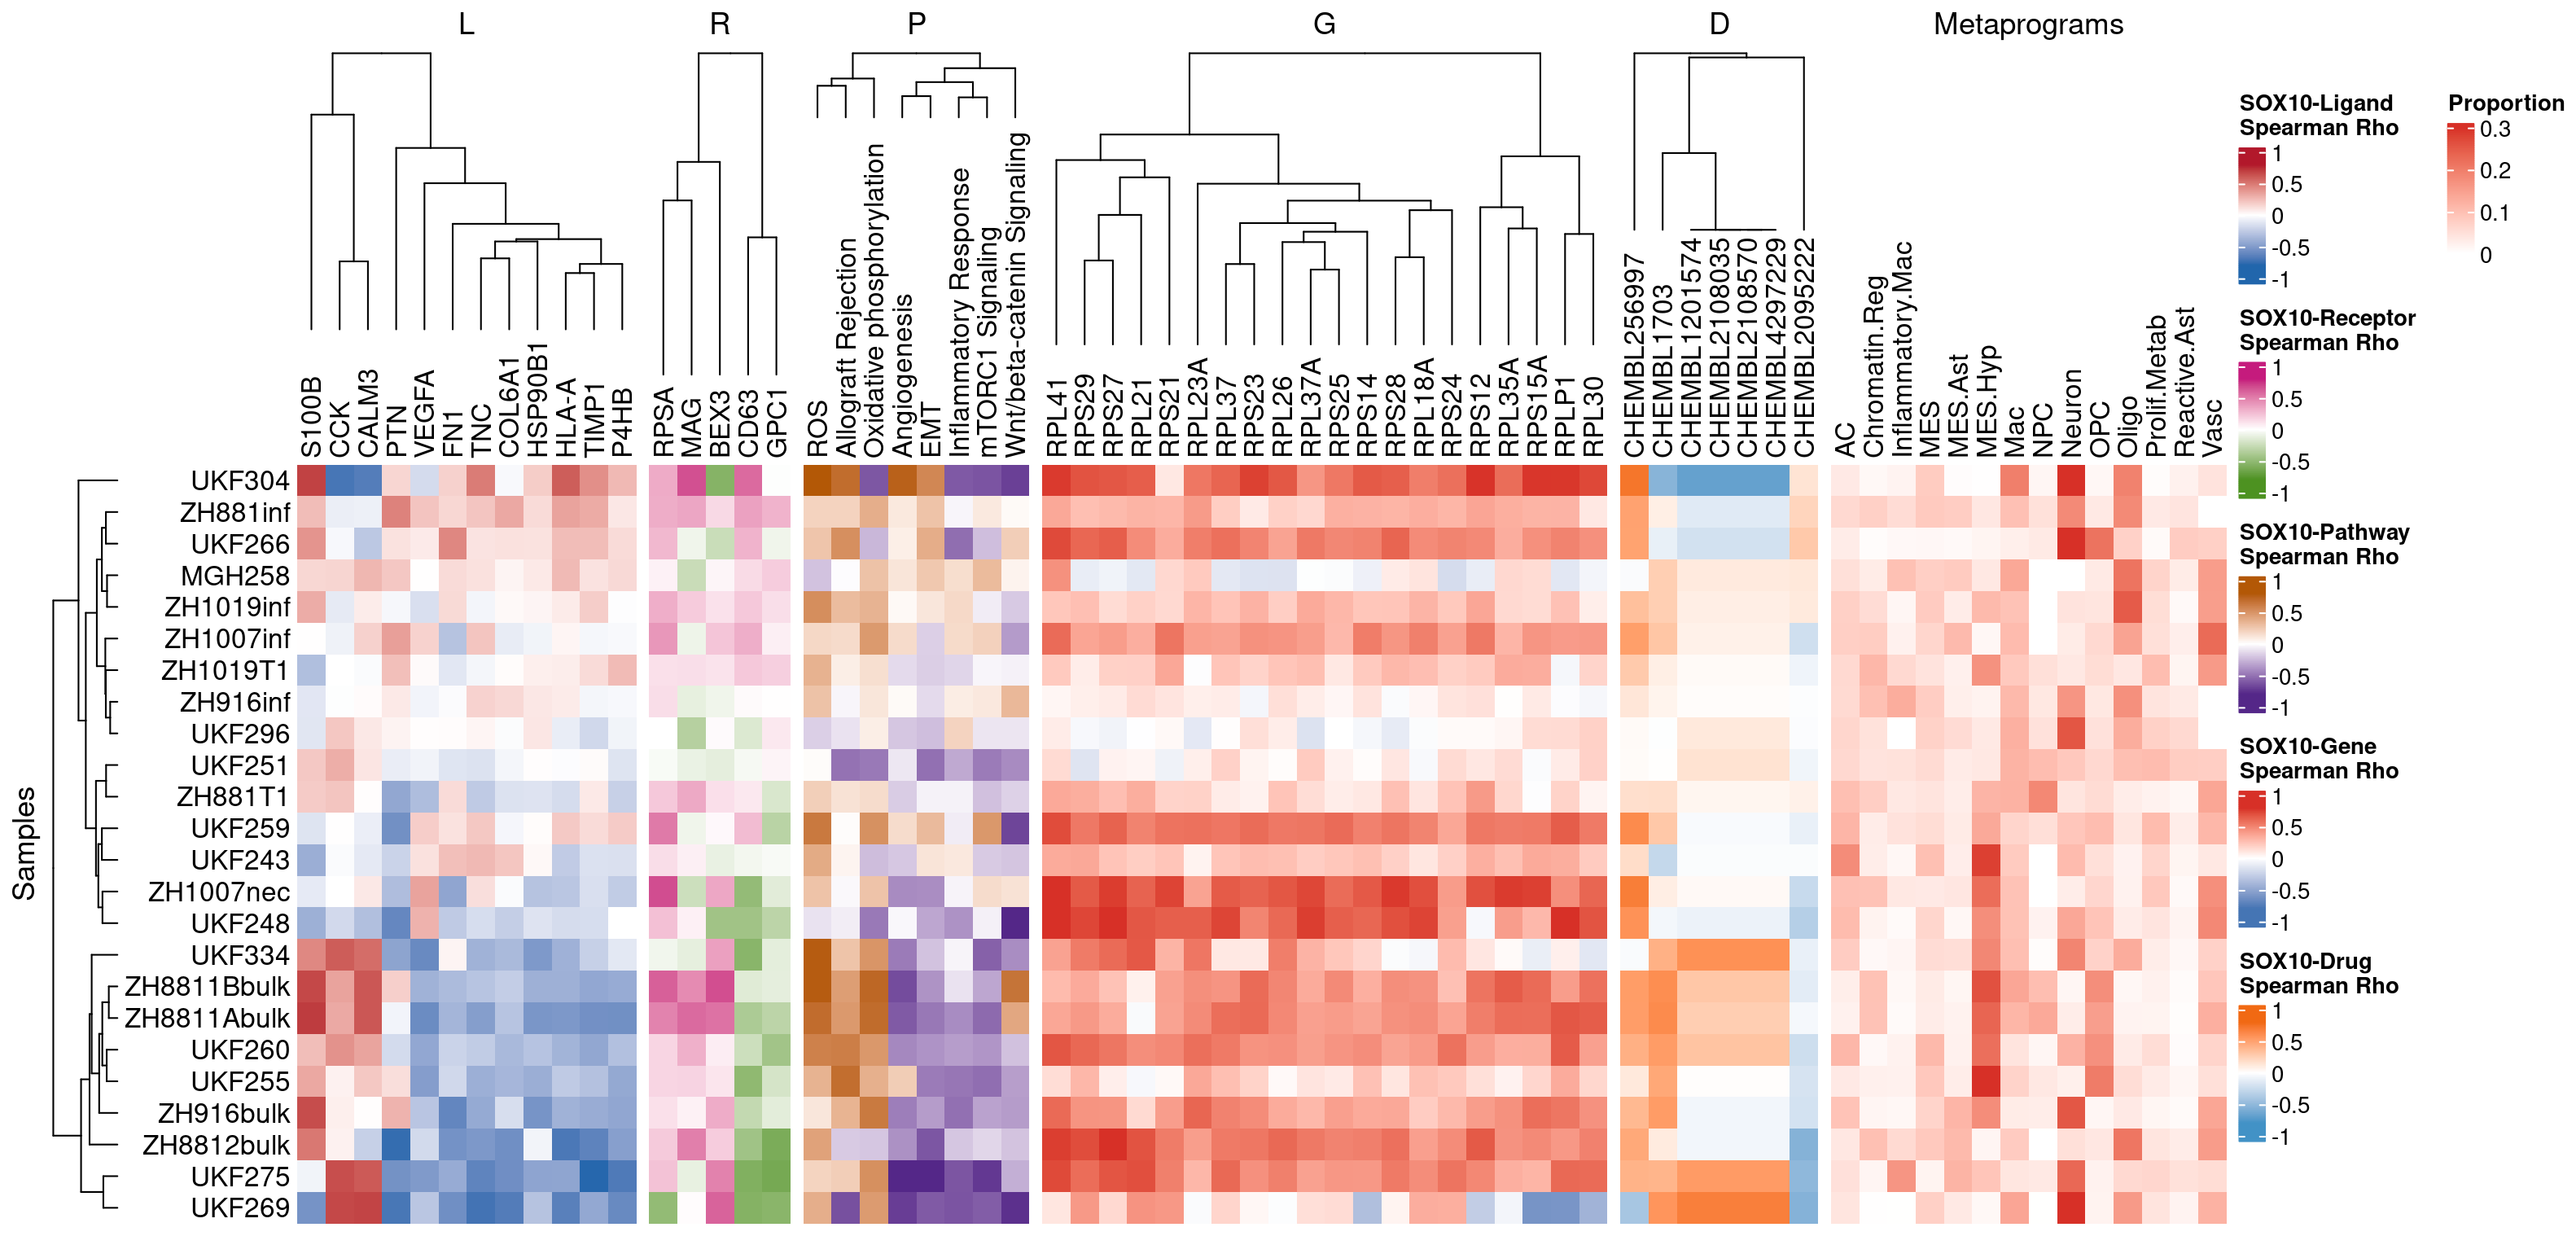 L
R
P
G
D
Metaprograms
S100B
CCK
CALM3
PTN
VEGFA
FN1
TNC
COL6A1
HSP90B1
HLA-A
TIMP1
P4HB
RPSA
MAG
BEX3
CD63
GPC1
ROS
Allograft Rejection
Oxidative phosphorylation
Angiogenesis
EMT
Inflammatory Response
mTORC1 Signaling
Wnt/beta-catenin Signaling
RPL41
RPS29
RPS27
RPL21
RPS21
RPL23A
RPL37
RPS23
RPL26
RPL37A
RPS25
RPS14
RPS28
RPL18A
RPS24
RPS12
RPL35A
RPS15A
RPLP1
RPL30
CHEMBL256997
CHEMBL1703
CHEMBL1201574
CHEMBL2108035
CHEMBL2108570
CHEMBL4297229
CHEMBL2095222
AC
Chromatin.Reg
Inflammatory.Mac
MES
MES.Ast
MES.Hyp
Mac
NPC
Neuron
OPC
Oligo
Prolif.Metab
Reactive.Ast
Vasc
Samples
UKF304
ZH881inf
UKF266
MGH258
ZH1019inf
ZH1007inf
ZH1019T1
ZH916inf
UKF296
UKF251
ZH881T1
UKF259
UKF243
ZH1007nec
UKF248
UKF334
ZH8811Bbulk
ZH8811Abulk
UKF260
UKF255
ZH916bulk
ZH8812bulk
UKF275
UKF269
SOX10-Ligand
Spearman Rho
1
0.5
0
-0.5
-1
SOX10-Receptor
Spearman Rho
1
0.5
0
-0.5
-1
SOX10-Pathway
Spearman Rho
1
0.5
0
-0.5
-1
SOX10-Gene
Spearman Rho
1
0.5
0
-0.5
-1
SOX10-Drug
Spearman Rho
1
0.5
0
-0.5
-1
Proportion
0.3
0.2
0.1
0